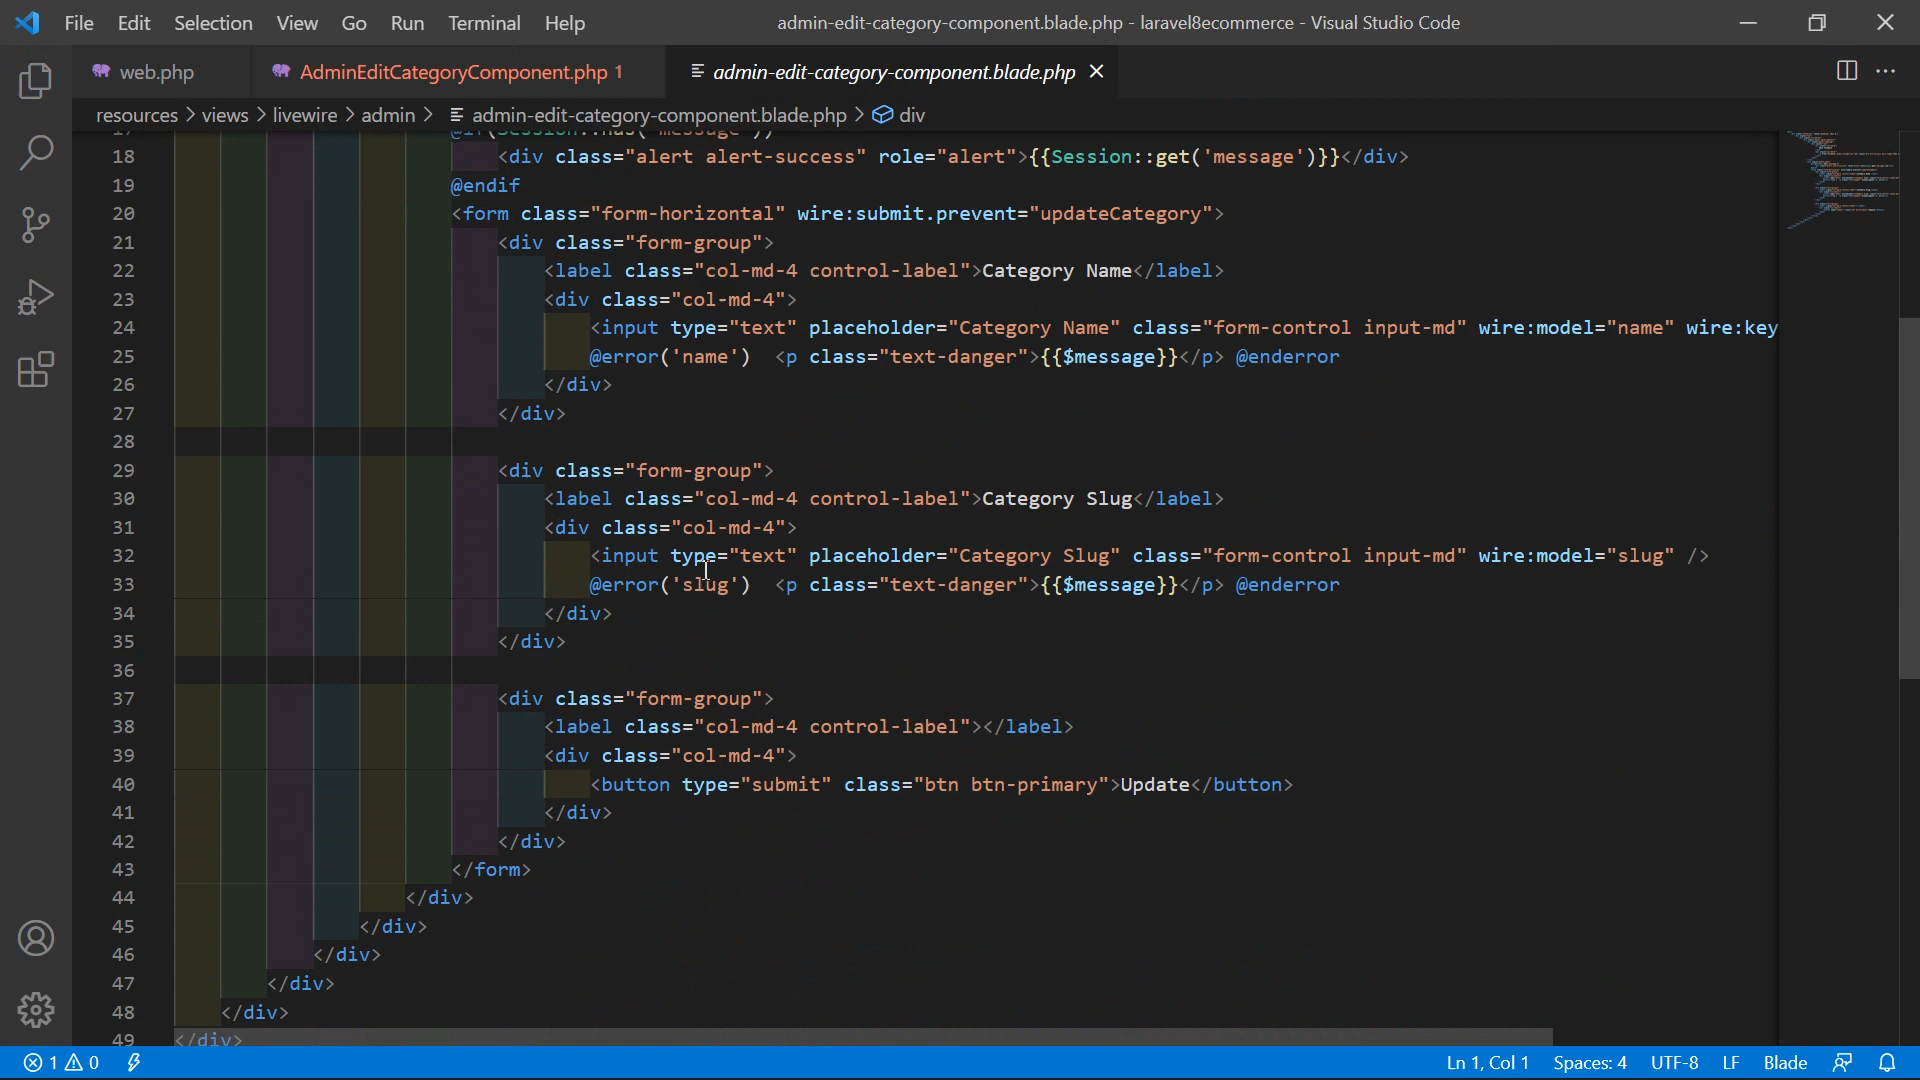 File Edit Selection View Go Run Terminal Help admin-edit-category-component.blade.php - laravel8ecommerce - Visual Studio Code
web.php AdminEditCategoryComponent.php 1 admin-edit-category-component.blade.php
resources > views > livewire > admin > admin-edit-category-component.blade.php > div
17 @if(Session::has('message'))
18 <div class="alert alert-success" role="alert">{{Session::get('message')}}</div>
19 @endif
20 <form class="form-horizontal" wire:submit.prevent="updateCategory">
21 <div class="form-group">
22 <label class="col-md-4 control-label">Category Name</label>
23 <div class="col-md-4">
24 <input type="text" placeholder="Category Name" class="form-control input-md" wire:model="name" wire:key
25 @error('name') <p class="text-danger">{{$message}}</p> @enderror
26 </div>
27 </div>
28
29 <div class="form-group">
30 <label class="col-md-4 control-label">Category Slug</label>
31 <div class="col-md-4">
32 <input type="text" placeholder="Category Slug" class="form-control input-md" wire:model="slug" />
33 @error('slug') <p class="text-danger">{{$message}}</p> @enderror
34 </div>
35 </div>
36
37 <div class="form-group">
38 <label class="col-md-4 control-label"></label>
39 <div class="col-md-4">
40 <button type="submit" class="btn btn-primary">Update</button>
41 </div>
42 </div>
43 </form>
44 </div>
45 </div>
46 </div>
47 </div>
48 </div>
49 </div>
1 0 Ln 1, Col 1 Spaces: 4 UTF-8 LF Blade